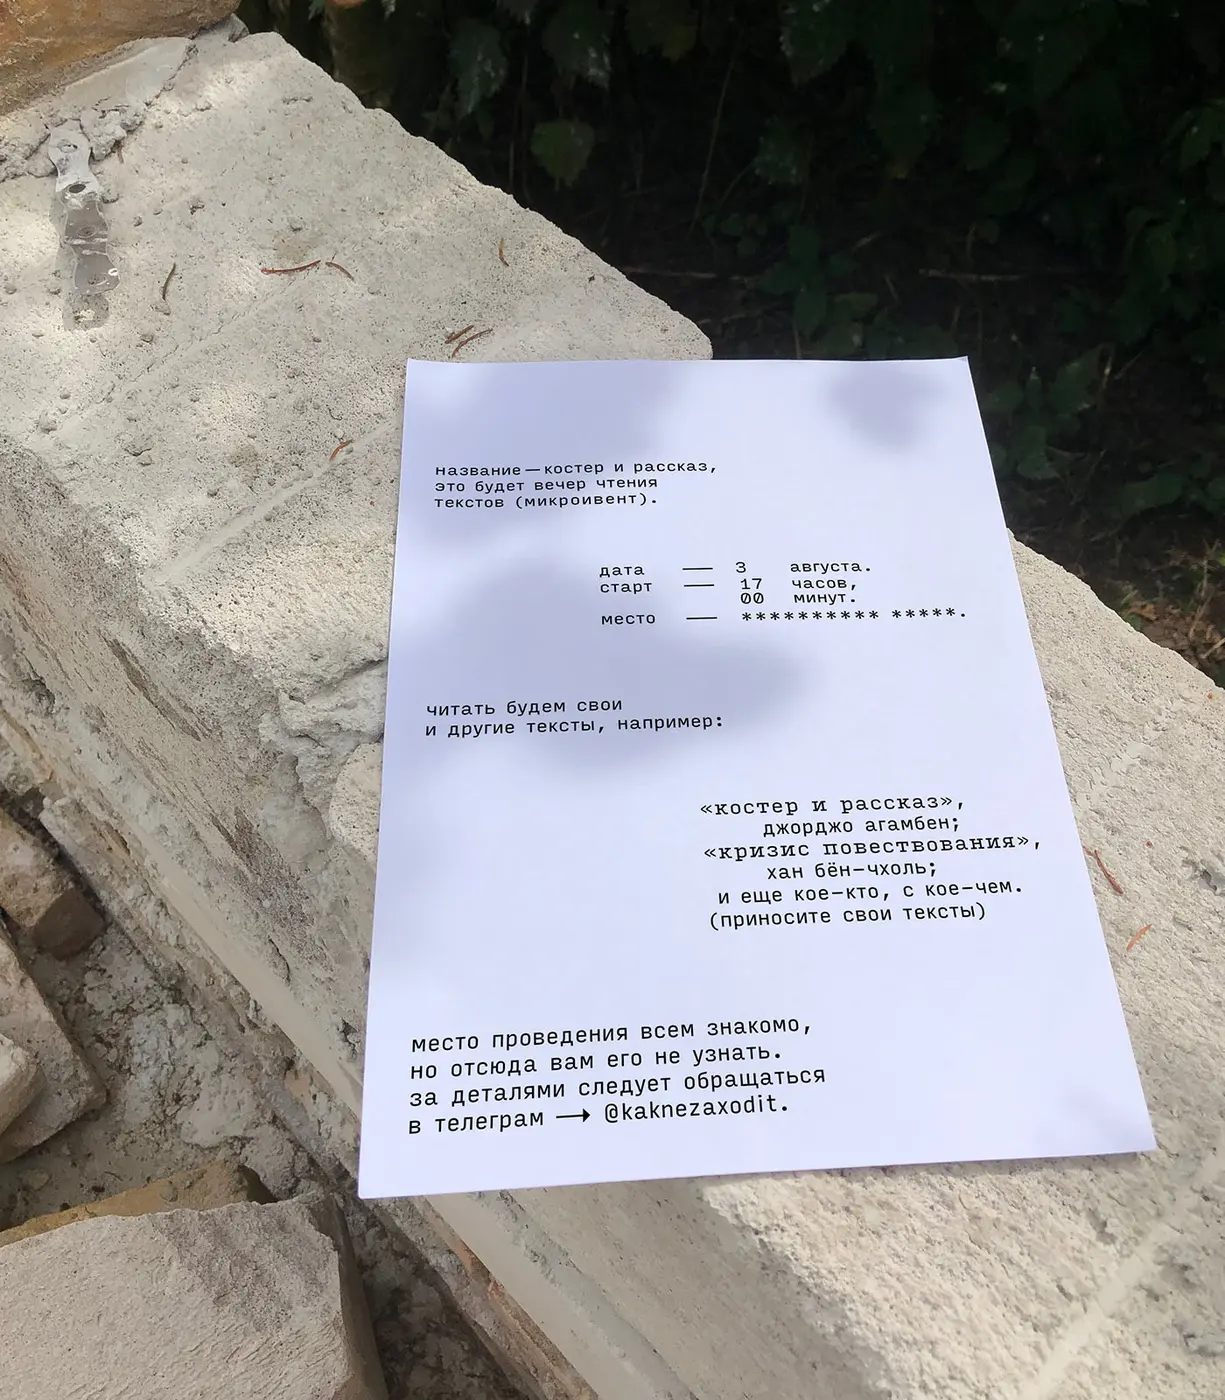 название — костер и рассказ,
это будет вечер чтения
текстов (микроивент).
дата — 3 августа.
старт — 17 часов,
00 минут.
место — ********** *****.
читать будем свои
и другие тексты, например:
«костер и рассказ»,
джорджо агамбен;
«кризис повествования»,
хан бён-чхоль;
и еще кое-кто, с кое-чем.
(приносите свои тексты)
место проведения всем знакомо,
но отсюда вам его не узнать.
за деталями следует обращаться
в телеграм → @kaknezaxodit.